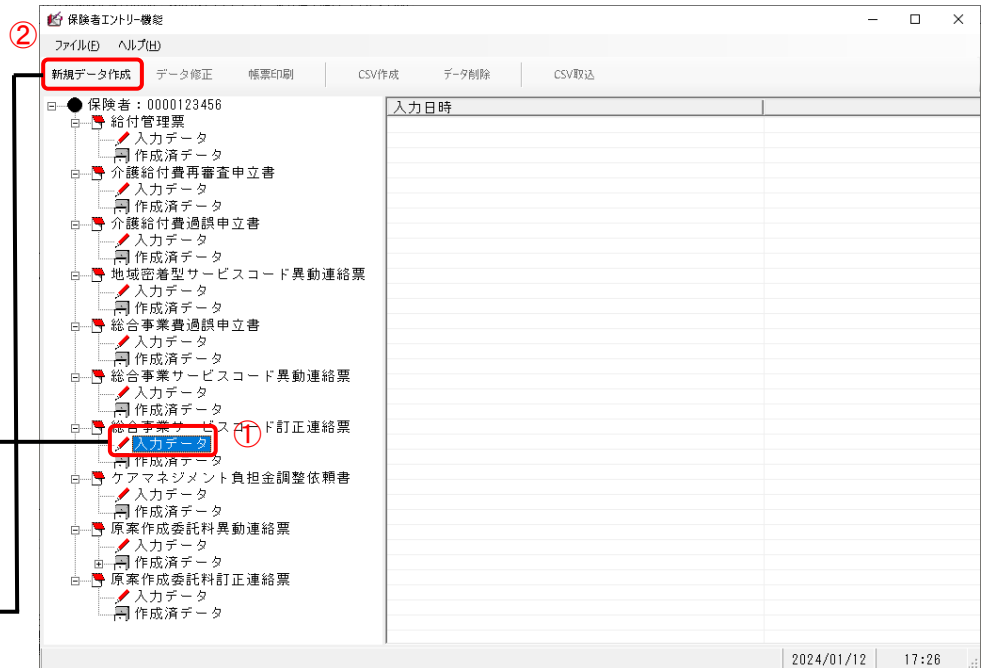 保険者エントリー機能
②
ファイル(F) ヘルプ(H)
新規データ作成 データ修正 帳票印刷 CSV作成 データ削除 CSV取込
保険者：0000123456
入力日時
給付管理票
入力データ
作成済データ
介護給付費再審査申立書
入力データ
作成済データ
介護給付費過誤申立書
入力データ
作成済データ
地域密着型サービスコード異動連絡票
入力データ
作成済データ
総合事業費過誤申立書
入力データ
作成済データ
総合事業サービスコード異動連絡票
入力データ
作成済データ
総合事業サービスコード訂正連絡票
入力データ ①
作成済データ
ケアマネジメント負担金調整依頼書
入力データ
作成済データ
原案作成委託料異動連絡票
入力データ
作成済データ
原案作成委託料訂正連絡票
入力データ
作成済データ
2024/01/12 17:26